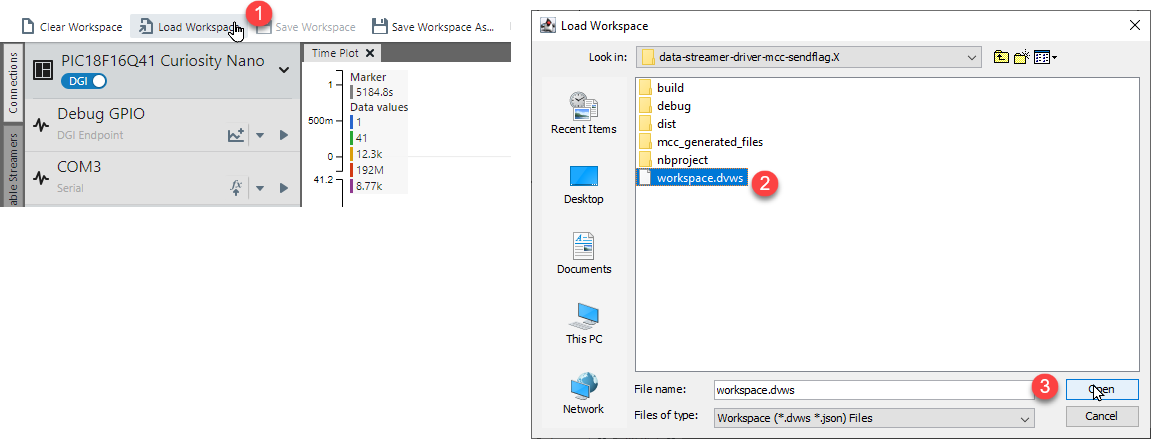 Clear Workspace
Load Workspace
1
Save Workspace
Save Workspace As...
Connections
able Streamers
PIC18F16Q41 Curiosity Nano
DGI
Debug GPIO
DGI Endpoint
COM3
Serial
Time Plot
Marker
5184.8s
Data values
1
41
12.3k
192M
8.77k
1
500m
0
41.2
Load Workspace
Look in:
data-streamer-driver-mcc-sendflag.X
Recent Items
Desktop
Documents
This PC
Network
build
debug
dist
mcc_generated_files
nbproject
workspace.dvws
2
File name:
workspace.dvws
3
Open
Files of type:
Workspace (*.dvws *.json) Files
Cancel